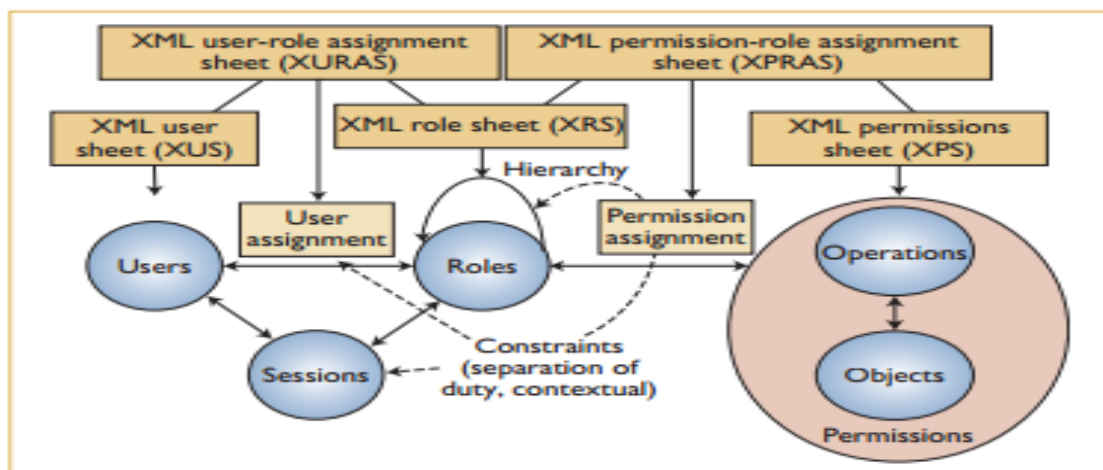 XML user-role assignment
sheet (XURAS)
XML permission-role assignment
sheet (XPRAS)
XML user
sheet (XUS)
XML role sheet (XRS)
XML permissions
sheet (XPS)
Hierarchy
User
assignment
Permission
assignment
Users
Roles
Operations
Sessions
Constraints
(separation of
duty, contextual)
Objects
Permissions